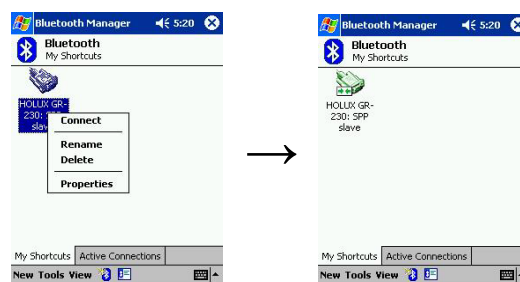 Bluetooth Manager 5:20
Bluetooth
My Shortcuts
HOLUX GR-
230: SPP
slav
Connect
Rename
Delete
Properties
My Shortcuts Active Connections
New Tools View
→
Bluetooth Manager 5:20
Bluetooth
My Shortcuts
HOLUX GR-
230: SPP
slave
My Shortcuts Active Connections
New Tools View